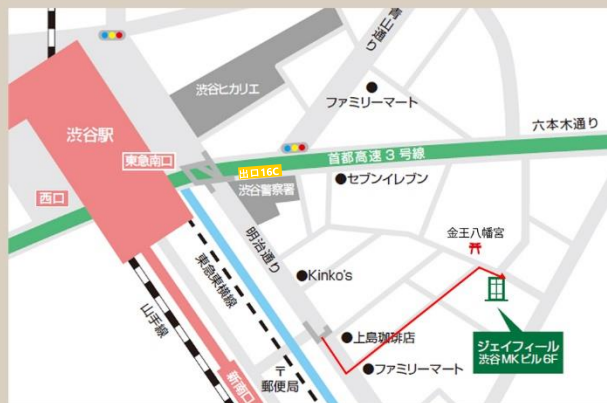 青山通り
渋谷ヒカリエ
ファミリーマート
六本木通り
渋谷駅
東急南口
首都高速3号線
出口16C
セブンイレブン
渋谷警察署
西口
金王八幡宮
明治通り
Kinko's
東急東横線
山手線
上島珈琲店
ジェイフィール
渋谷MKビル6F
〒
郵便局
ファミリーマート
新南口